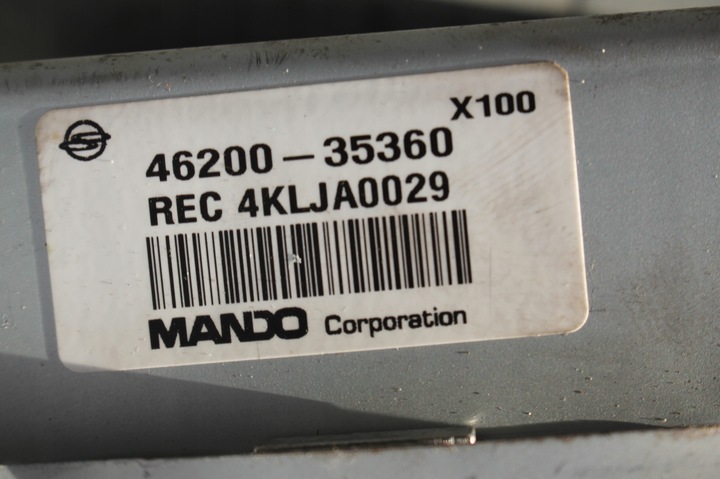 X100
46200-35360
REC 4KLJA0029
MANDO Corporation